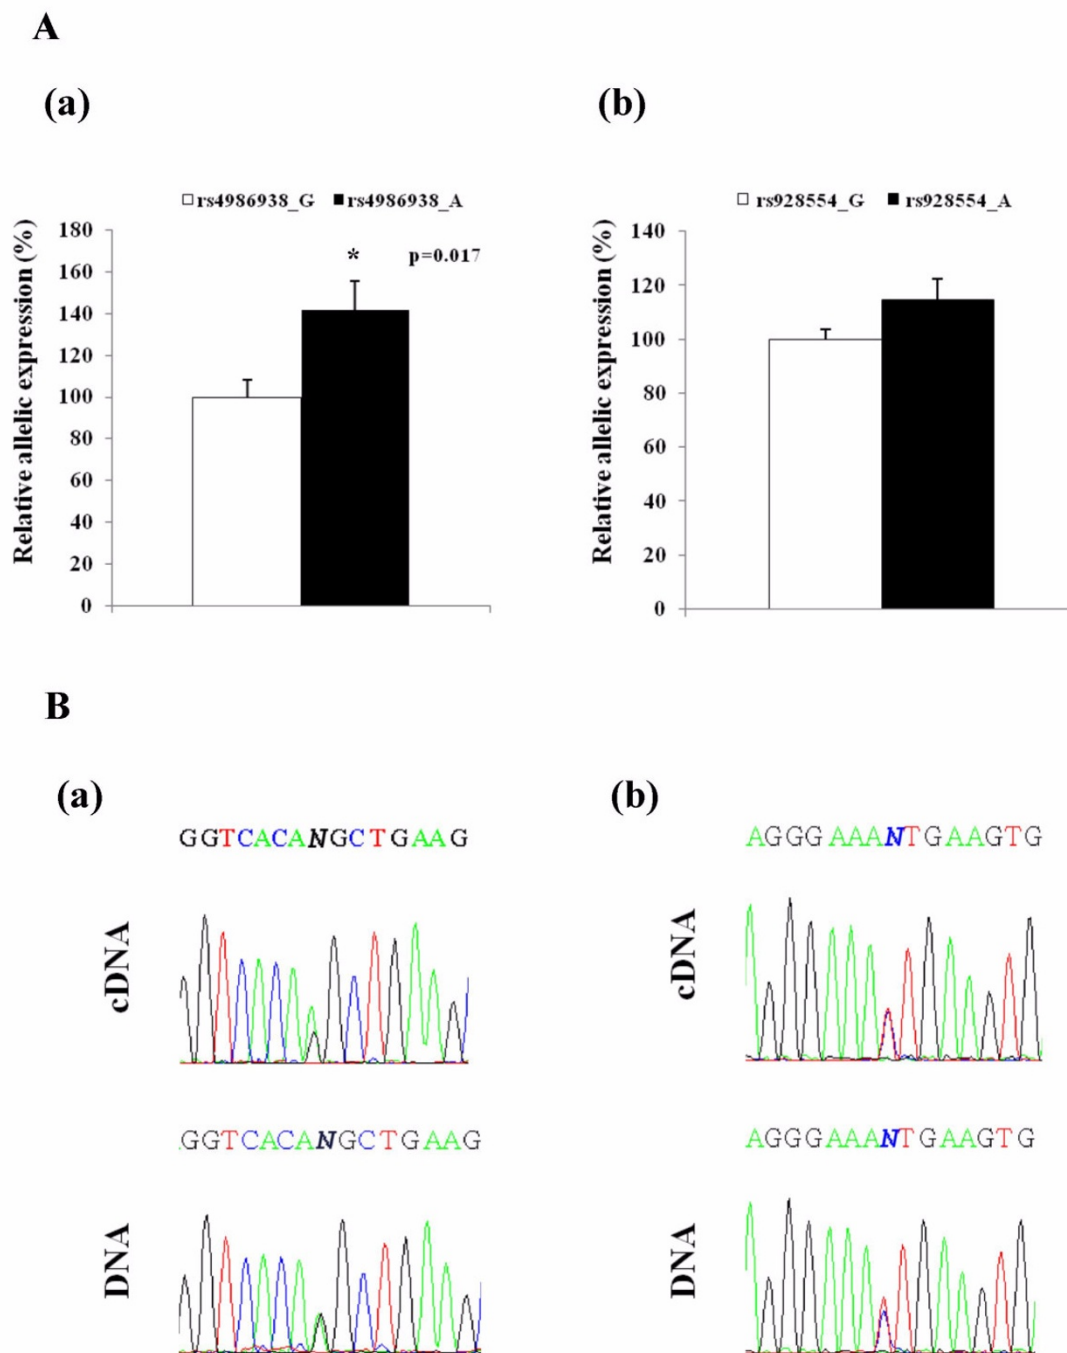 A
(a)
(b)
rs4986938_G rs4986938_A
rs928554_G rs928554_A
Relative allelic expression (%)
180
160
140
120
100
80
60
40
20
0
* p=0.017
Relative allelic expression (%)
140
120
100
80
60
40
20
0
B
(a)
(b)
GGTCACANGCTGAAG
AGGGAAANTGAAGTG
cDNA
cDNA
GGTCACANGCTGAAG
AGGGAAANTGAAGTG
DNA
DNA